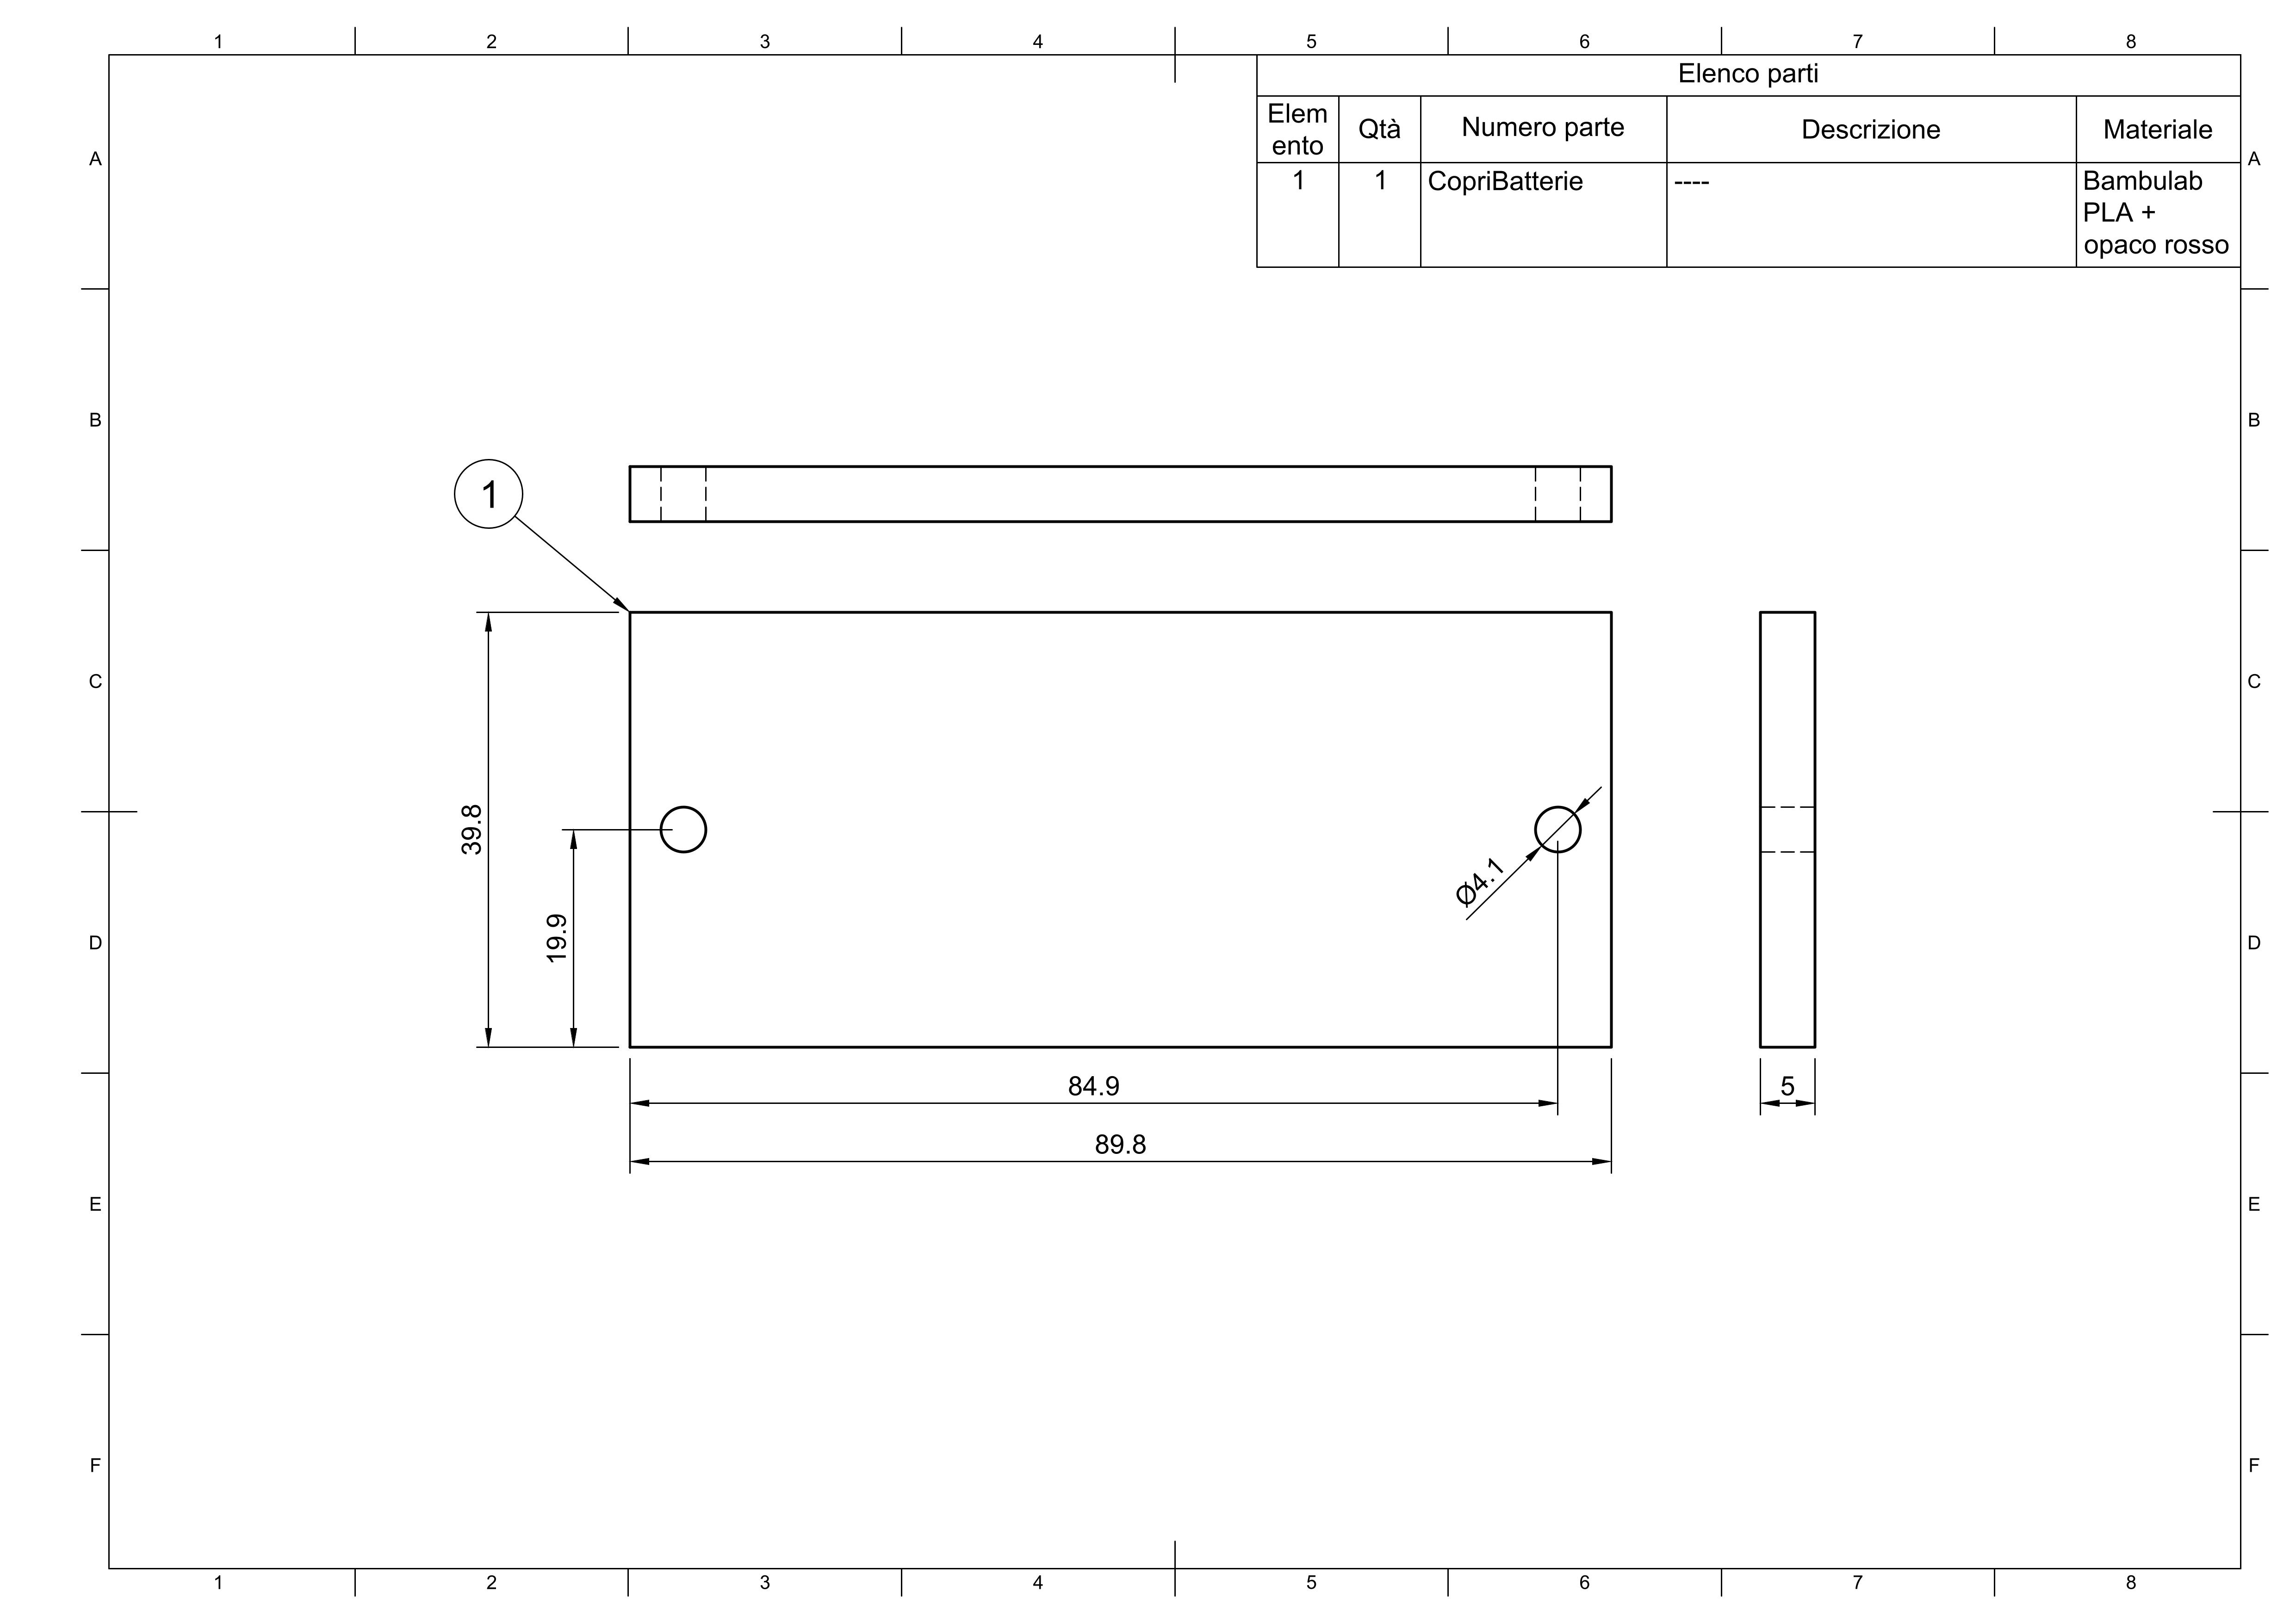 1 2 3 4 5 6 7 8
Elenco parti
Elem
ento
Qtà
Numero parte
Descrizione
Materiale
1
1
CopriBatterie
----
Bambulab
PLA +
opaco rosso
A A
B B
1
C C
39.8
19.9
Ø4.1
D D
84.9
5
89.8
E E
F F
1 2 3 4 5 6 7 8